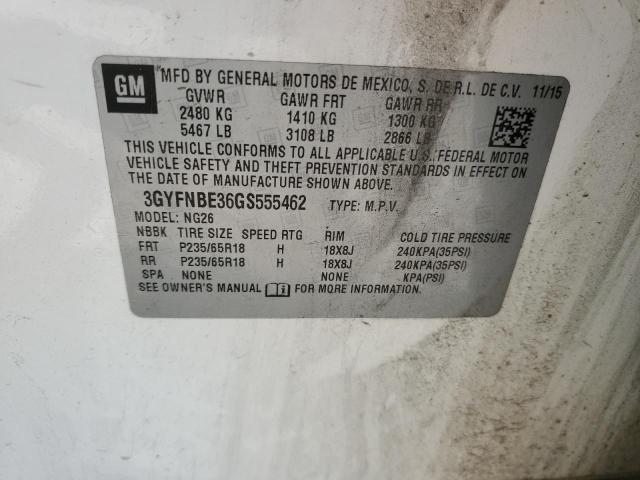 GM
MFD BY GENERAL MOTORS DE MEXICO, S. DE R.L. DE C.V. 11/15
GVWR GAWR FRT GAWR RR
2480 KG 1410 KG 1300 KG
5467 LB 3108 LB 2866 LB
THIS VEHICLE CONFORMS TO ALL APPLICABLE U.S. FEDERAL MOTOR
VEHICLE SAFETY AND THEFT PREVENTION STANDARDS IN EFFECT ON
THE DATE OF MANUFACTURE SHOWN ABOVE.
3GYFNBE36GS555462 TYPE: M.P.V.
MODEL: NG26
NBBK TIRE SIZE SPEED RTG RIM COLD TIRE PRESSURE
FRT P235/65R18 H 18X8J 240KPA(35PSI)
RR P235/65R18 H 18X8J 240KPA(35PSI)
SPA NONE NONE KPA(PSI)
SEE OWNER'S MANUAL FOR MORE INFORMATION.